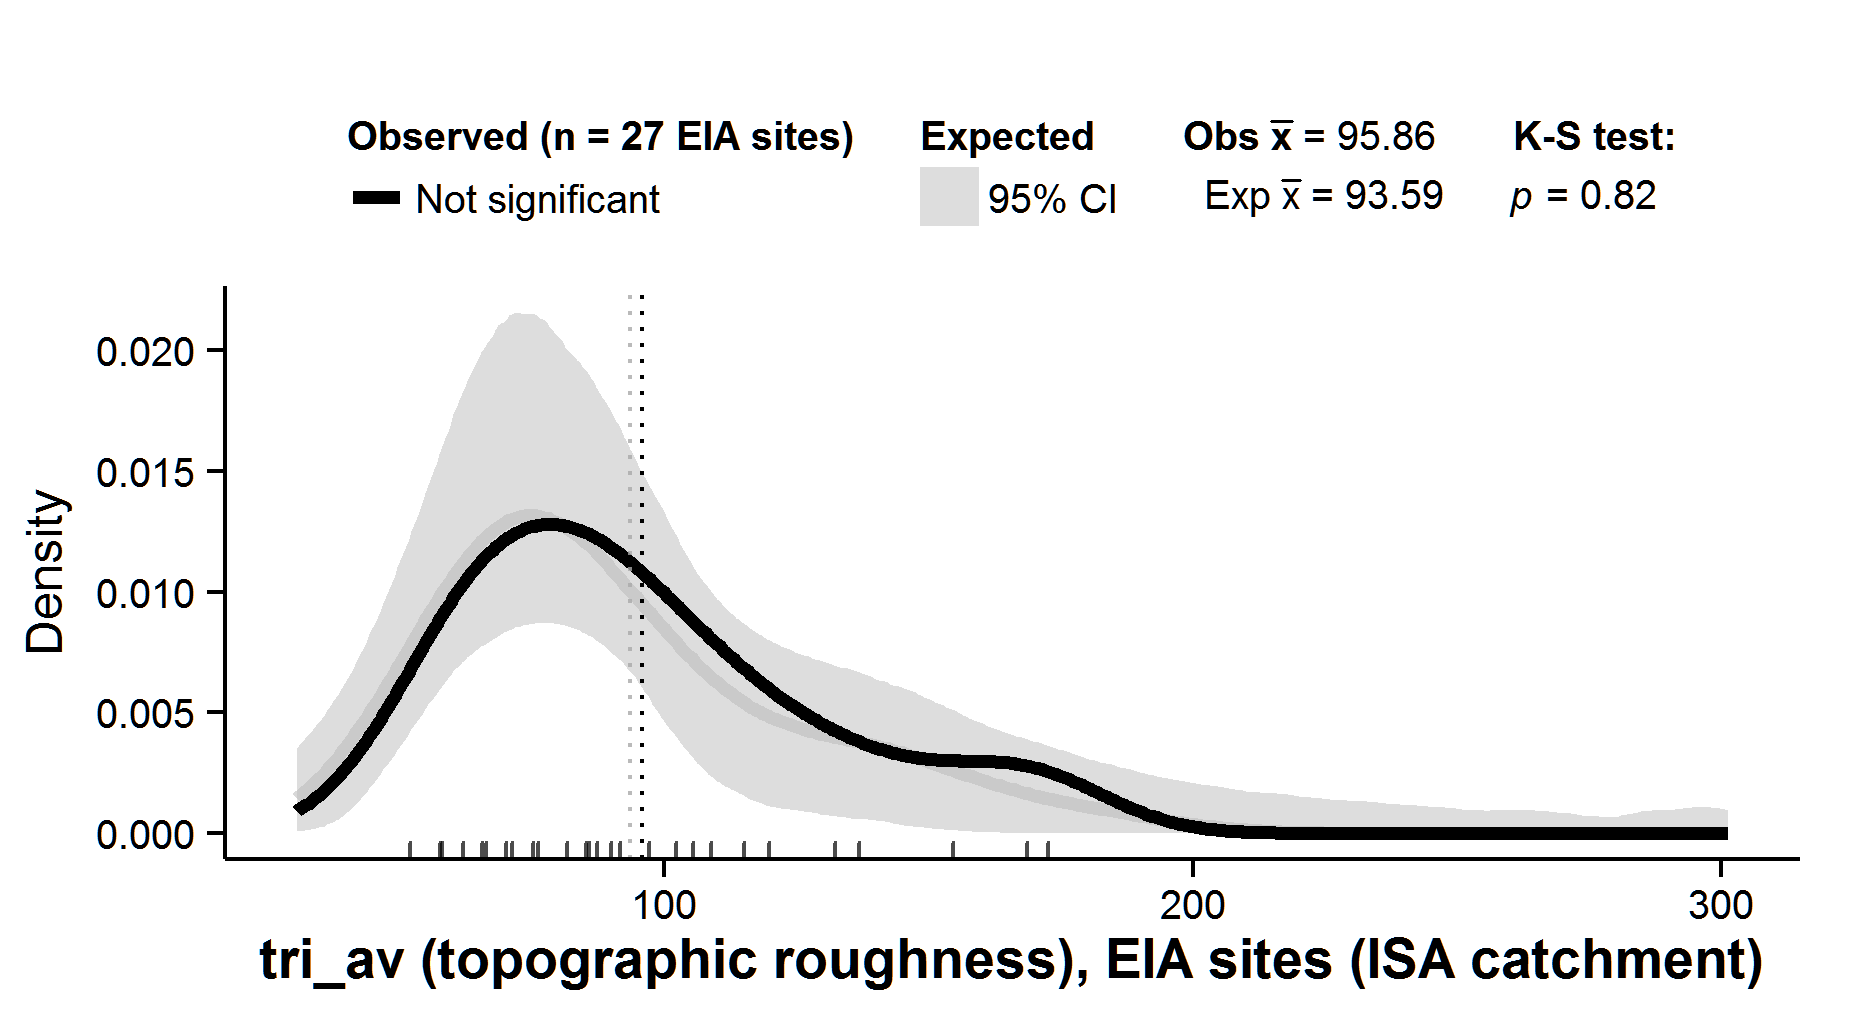 Observed (n = 27 EIA sites) Expected Obs x̅ = 95.86 K-S test:
Not significant 95% CI Exp x̅ = 93.59 p = 0.82
0.020
0.015
0.010
0.005
0.000
Density
100 200 300
tri_av (topographic roughness), EIA sites (ISA catchment)